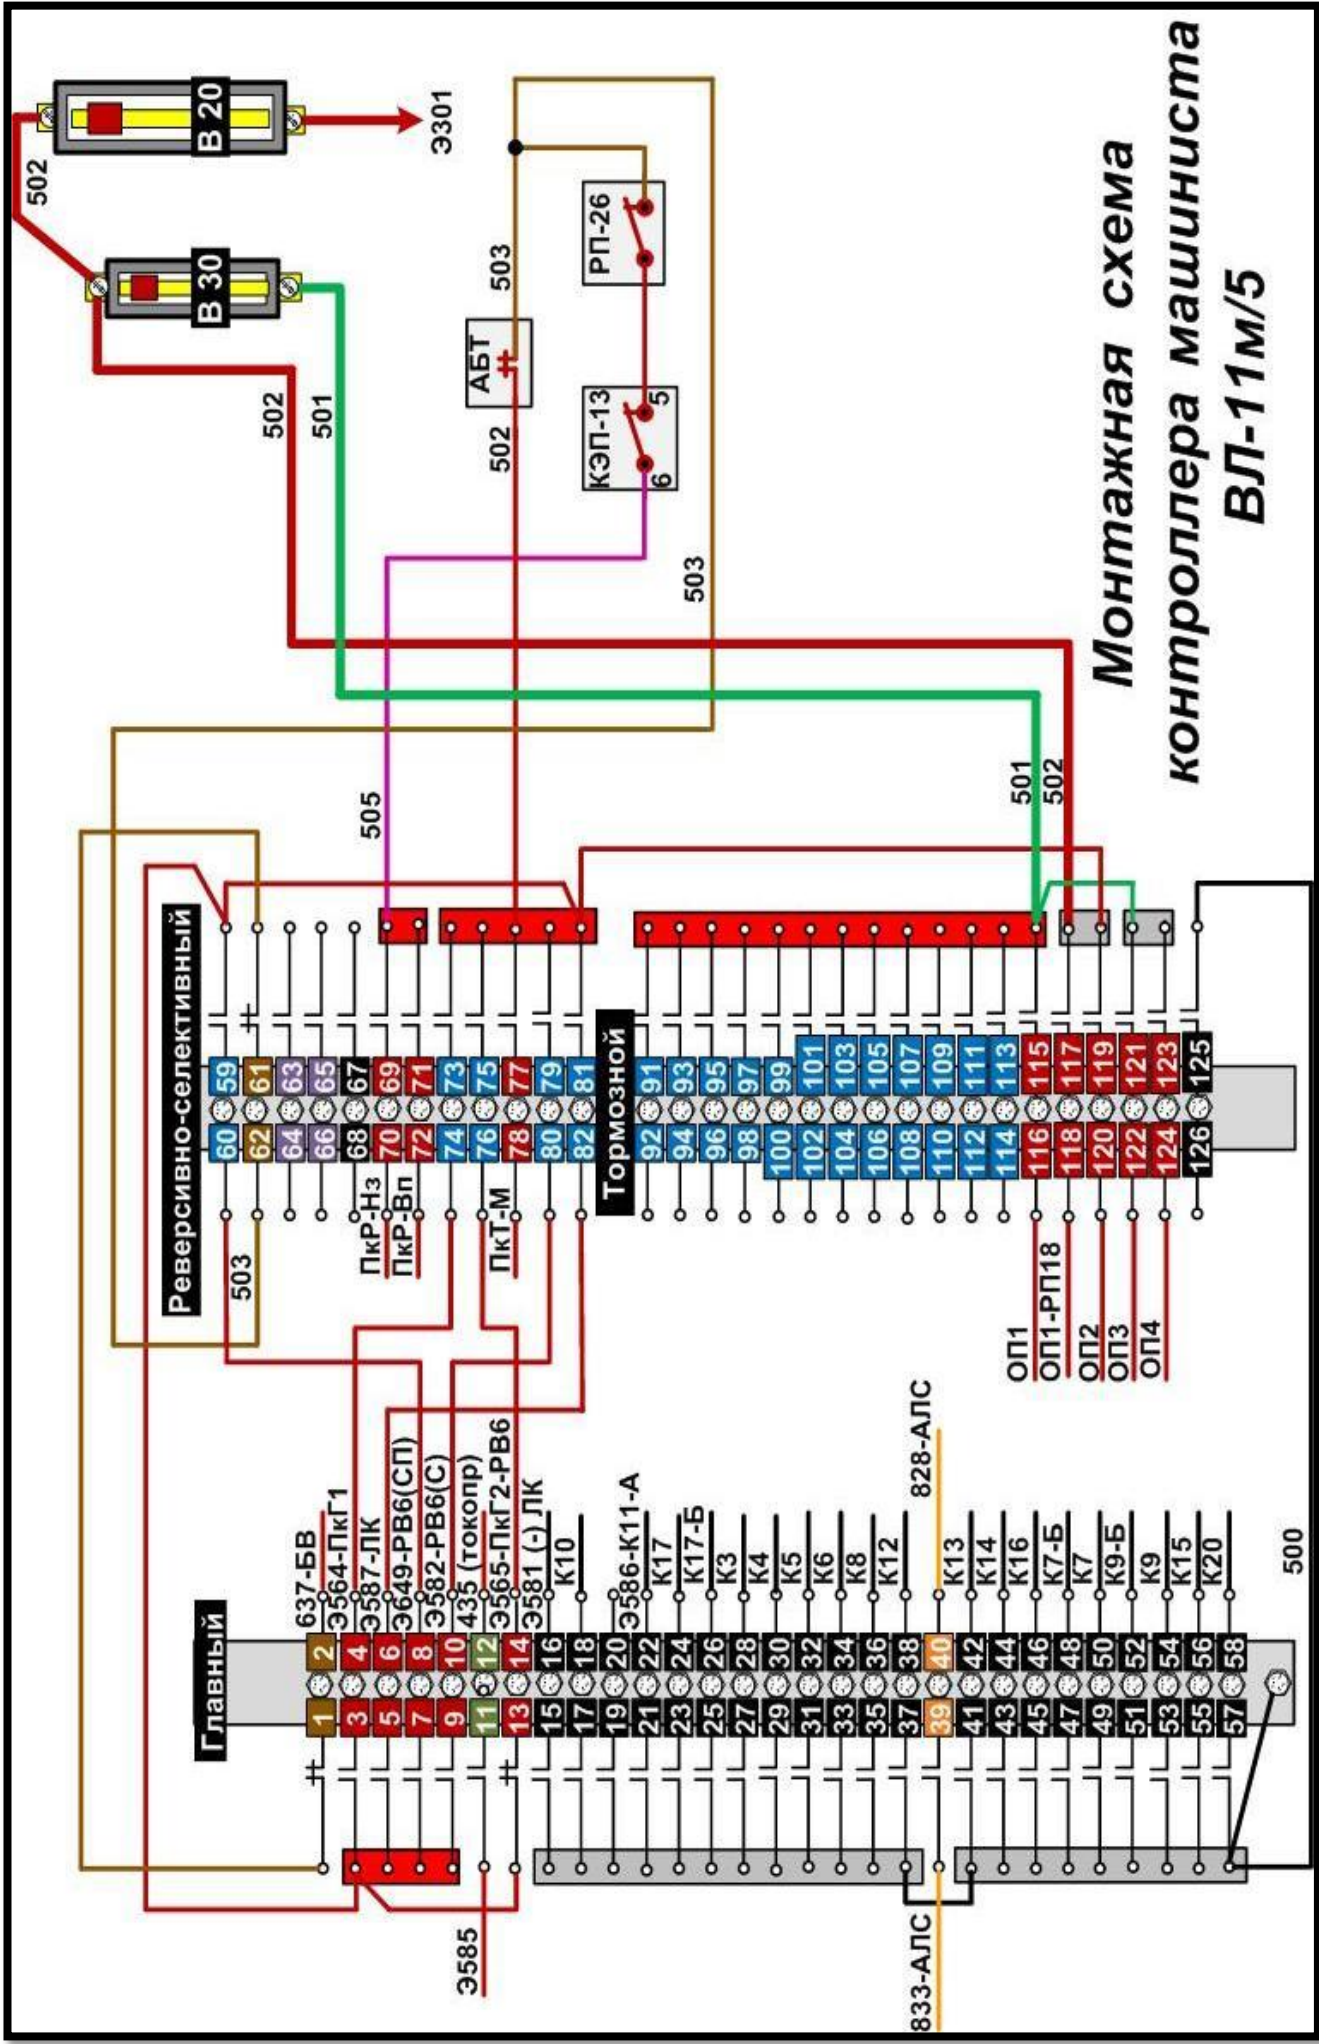 Монтажная схема
контроллера машиниста
ВЛ-11м/5
В 20
502
Э301
В 30
502
501
АБТ
503
502
РП-26
КЭП-13
5
6
503
505
501
502
Реверсивно-селективный
59 60
61 62
63 64
65 66
67 68
69 70
71 72
73 74
75 76
77 78
79 80
81 82
503
ПкР-Нз
ПкР-Вп
ПкТ-М
Тормозной
91 92
93 94
95 96
97 98
99 100
101 102
103 104
105 106
107 108
109 110
111 112
113 114
115 116
117 118
119 120
121 122
123 124
125 126
ОП1
ОП1-РП18
ОП2
ОП3
ОП4
Главный
637-БВ
Э564-ПкГ1
Э587-ЛК
Э649-РВ6(СП)
Э582-РВ6(С)
435 (токопр)
Э565-ПкГ2-РВ6
Э581 (-) ЛК
К10
Э586-К11-А
К17
К17-Б
К3
К4
К5
К6
К8
К12
828-АЛС
К13
К14
К16
К7-Б
К7
К9-Б
К9
К15
К20
500
2 1
4 3
6 5
8 7
10 9
12 11
14 13
16 15
18 17
20 19
22 21
24 23
26 25
28 27
30 29
32 31
34 33
36 35
38 37
40 39
42 41
44 43
46 45
48 47
50 49
52 51
54 53
56 55
58 57
Э585
833-АЛС